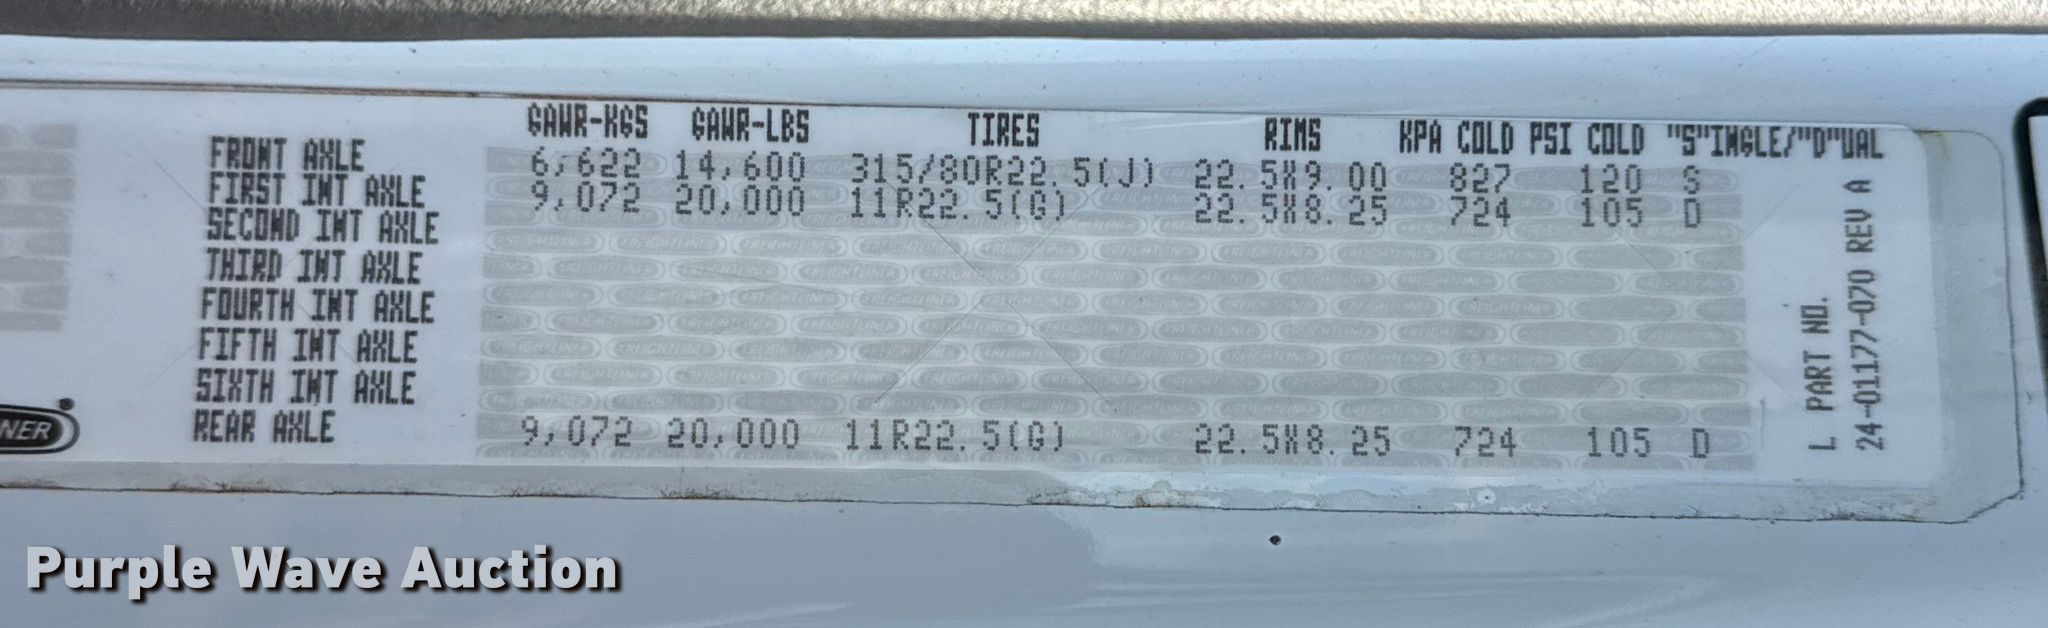 GAWR-KGS GAWR-LBS TIRES RIMS KPA COLD PSI COLD "S"INGLE/"D"UAL
FRONT AXLE 6,622 14,600 315/80R22.5(J) 22.5X9.00 827 120 S
FIRST INT AXLE 9,072 20,000 11R22.5(G) 22.5X8.25 724 105 D
SECOND INT AXLE
THIRD INT AXLE
FOURTH INT AXLE
FIFTH INT AXLE
SIXTH INT AXLE
REAR AXLE 9,072 20,000 11R22.5(G) 22.5X8.25 724 105 D
L PART NO.
24-01177-070 REV A
FREIGHTLINER
Purple Wave Auction